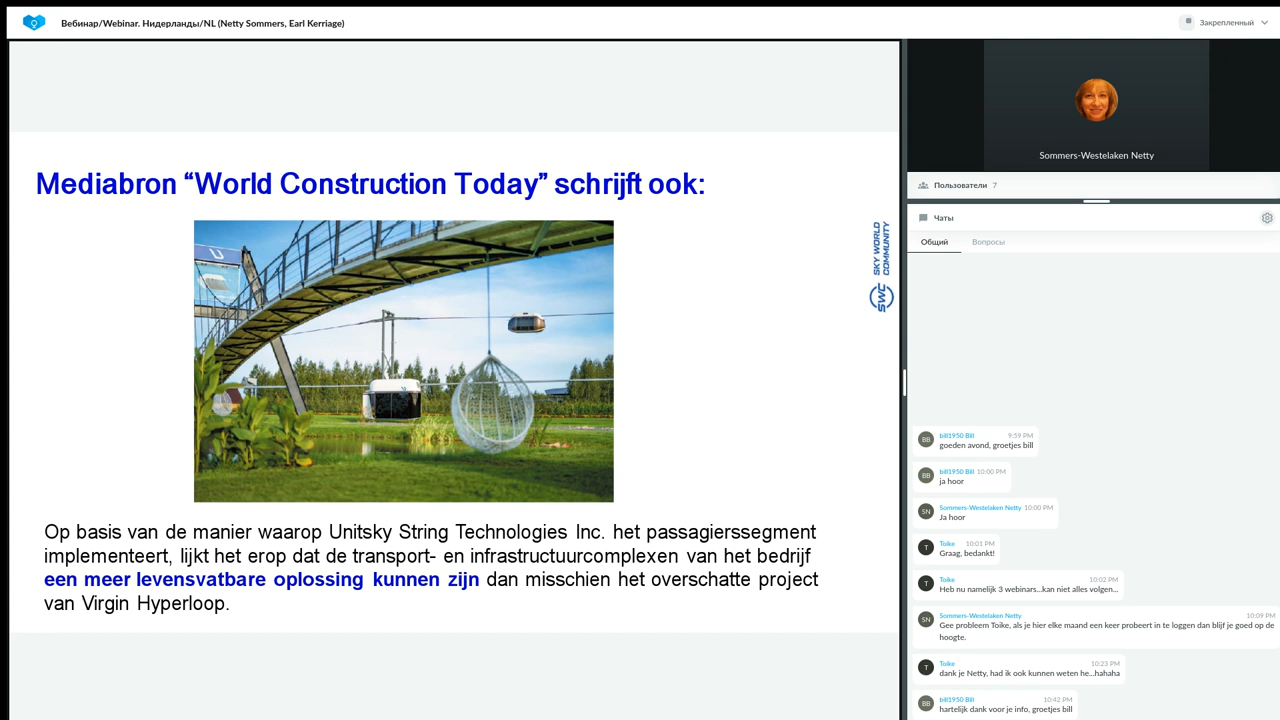 Вебинар/Webinar. Нидерланды/NL (Netty Sommers, Earl Kerriage)
Закрепленный
Mediabron “World Construction Today” schrijft ook:
U
SKY WORLD
COMMUNITY
SWC
Op basis van de manier waarop Unitsky String Technologies Inc. het passagierssegment
implementeert, lijkt het erop dat de transport- en infrastructuurcomplexen van het bedrijf
een meer levensvatbare oplossing kunnen zijn dan misschien het overschatte project
van Virgin Hyperloop.
Sommers-Westelaken Netty
Пользователи 7
Чаты
Общий Вопросы
BB bill1950 Bill 9:59 PM
goeden avond, groetjes bill
BB bill1950 Bill 10:00 PM
ja hoor
SN Sommers-Westelaken Netty 10:00 PM
Ja hoor
T Toike 10:01 PM
Graag, bedankt!
T Toike 10:02 PM
Heb nu namelijk 3 webinars...kan niet alles volgen...
SN Sommers-Westelaken Netty 10:09 PM
Gee probleem Toike, als je hier elke maand een keer probeert in te loggen dan blijf je goed op de
hoogte.
T Toike 10:23 PM
dank je Netty, had ik ook kunnen weten he...hahaha
BB bill1950 Bill 10:42 PM
hartelijk dank voor je info, groetjes bill